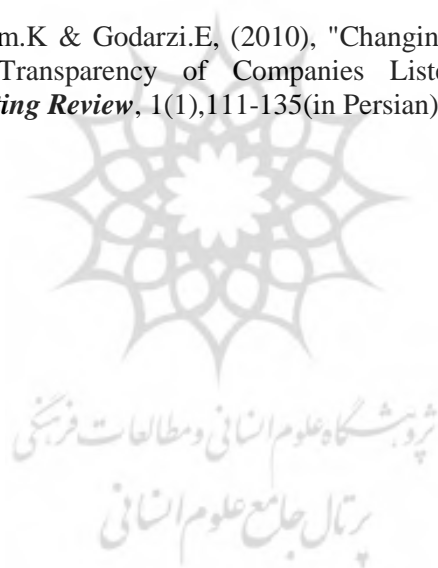 m.K & Godarzi.E, (2010), "Changin
Transparency of Companies Liste
ting Review, 1(1),111-135(in Persian)
پژوهشگاه علوم انسانی و مطالعات فرهنگی
پرتال جامع علوم انسانی